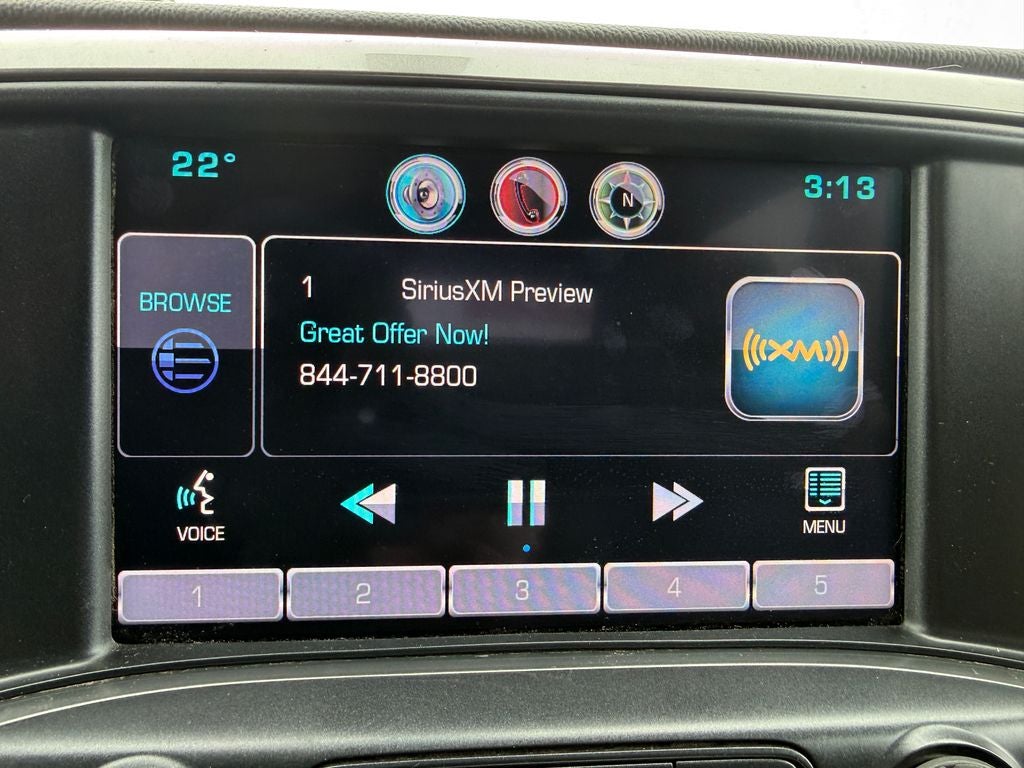 22°
N
3:13
BROWSE
1 SiriusXM Preview
Great Offer Now!
844-711-8800
((((XM))))
VOICE
MENU
1 2 3 4 5